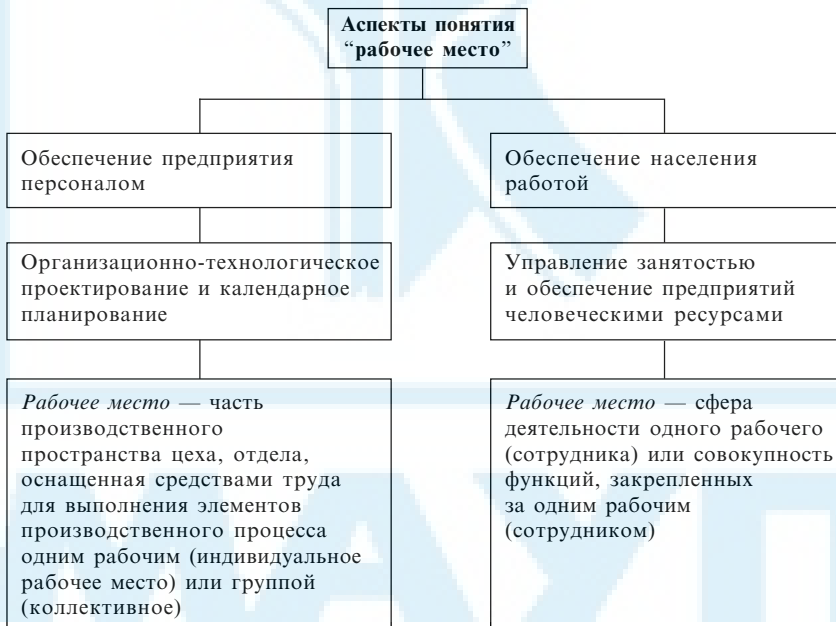 Аспекты понятия
“рабочее место”
Обеспечение предприятия
персоналом
Обеспечение населения
работой
Организационно-технологическое
проектирование и календарное
планирование
Управление занятостью
и обеспечение предприятий
человеческими ресурсами
Рабочее место — часть
производственного
пространства цеха, отдела,
оснащенная средствами труда
для выполнения элементов
производственного процесса
одним рабочим (индивидуальное
рабочее место) или группой
(коллективное)
Рабочее место — сфера
деятельности одного рабочего
(сотрудника) или совокупность
функций, закрепленных
за одним рабочим
(сотрудником)
МАУП